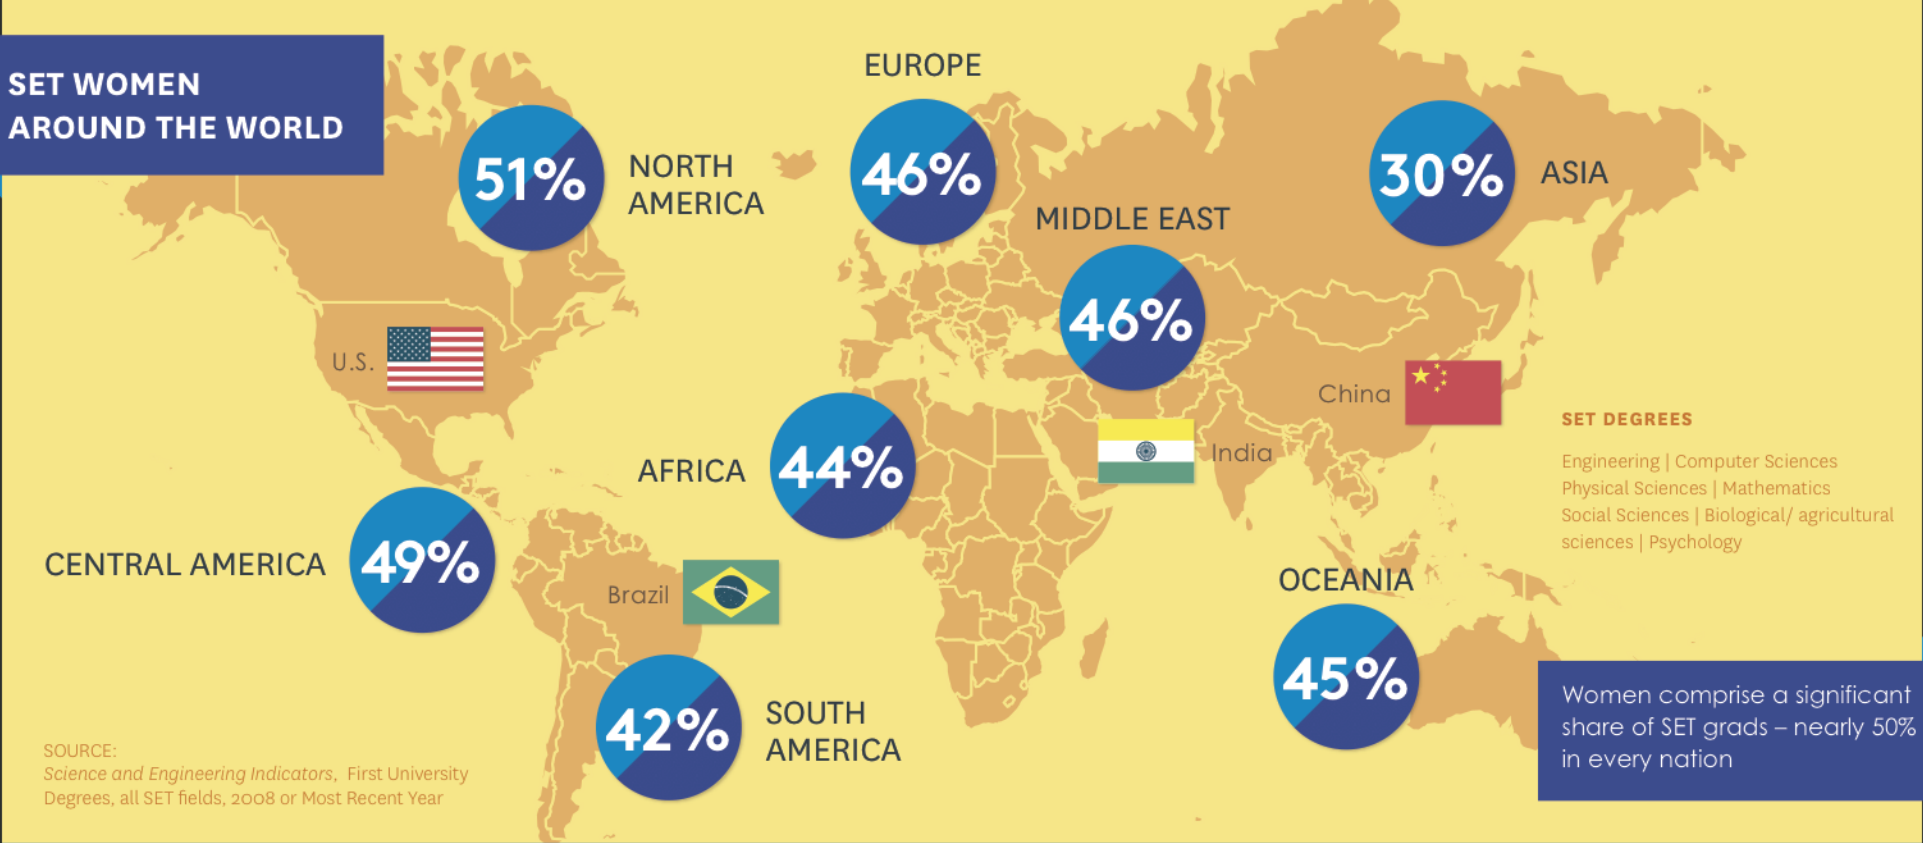 SET WOMEN
AROUND THE WORLD
EUROPE
51%
NORTH
AMERICA
46%
30%
ASIA
MIDDLE EAST
46%
U.S.
China
India
AFRICA
44%
SET DEGREES
Engineering | Computer Sciences
Physical Sciences | Mathematics
Social Sciences | Biological/ agricultural
sciences | Psychology
CENTRAL AMERICA
49%
Brazil
OCEANIA
45%
42%
SOUTH
AMERICA
Women comprise a significant
share of SET grads – nearly 50%
in every nation
SOURCE:
Science and Engineering Indicators, First University
Degrees, all SET fields, 2008 or Most Recent Year